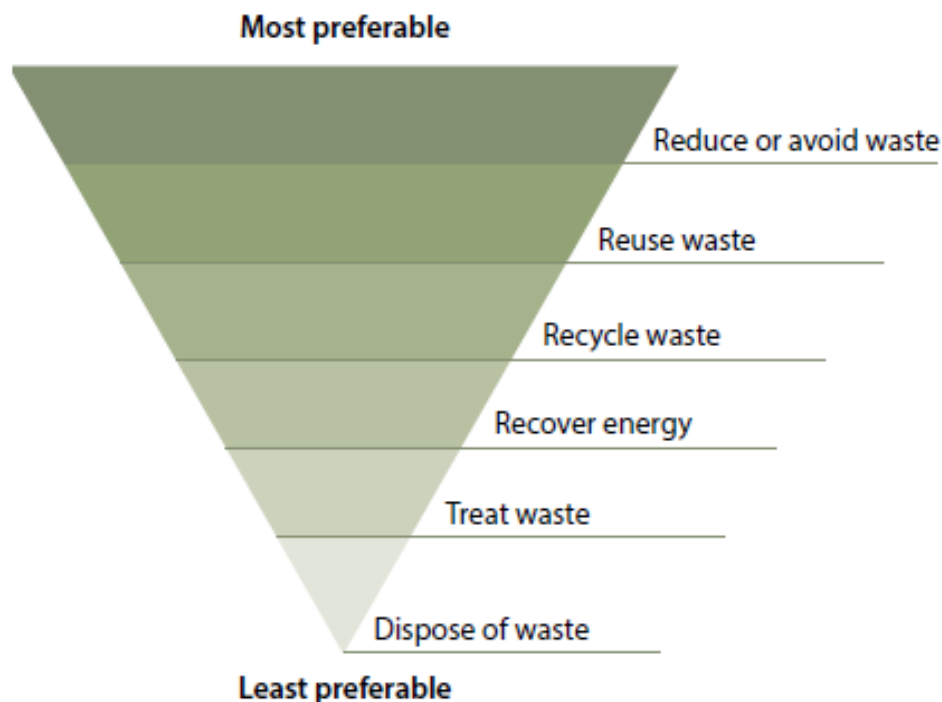 Most preferable
Reduce or avoid waste
Reuse waste
Recycle waste
Recover energy
Treat waste
Dispose of waste
Least preferable